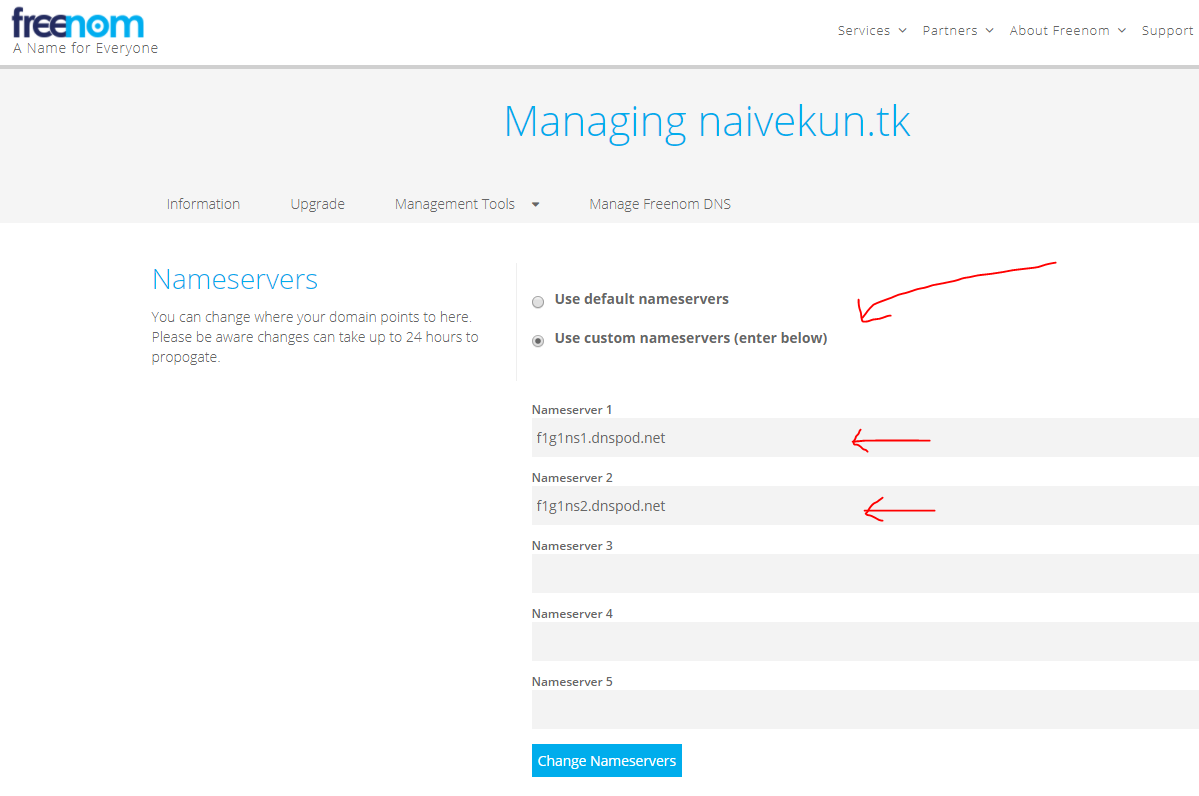 freenom
A Name for Everyone
Services
Partners
About Freenom
Support
Managing naivekun.tk
Information
Upgrade
Management Tools
Manage Freenom DNS
Nameservers
You can change where your domain points to here.
Please be aware changes can take up to 24 hours to
propogate.
Use default nameservers
Use custom nameservers (enter below)
Nameserver 1
f1g1ns1.dnspod.net
Nameserver 2
f1g1ns2.dnspod.net
Nameserver 3
Nameserver 4
Nameserver 5
Change Nameservers